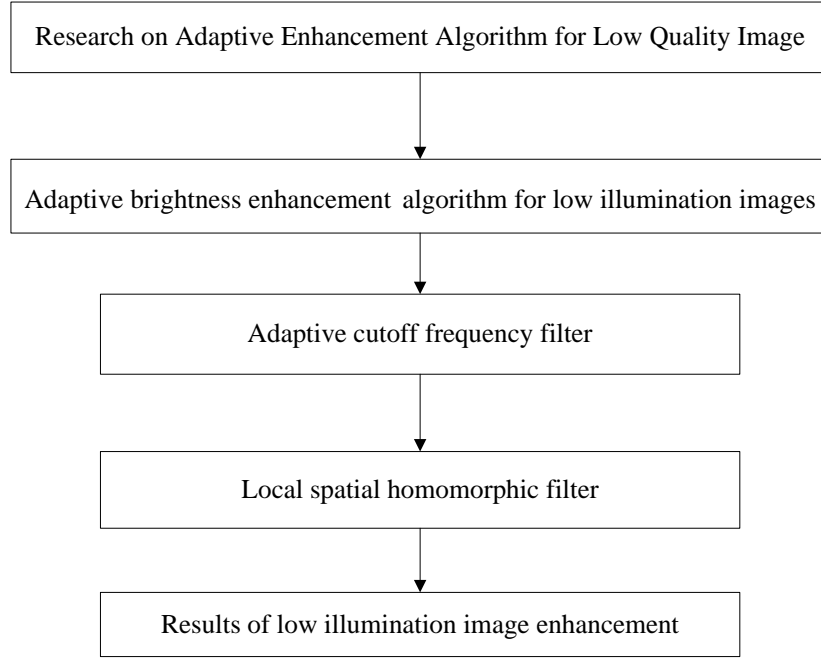 Research on Adaptive Enhancement Algorithm for Low Quality Image
Adaptive brightness enhancement algorithm for low illumination images
Adaptive cutoff frequency filter
Local spatial homomorphic filter
Results of low illumination image enhancement